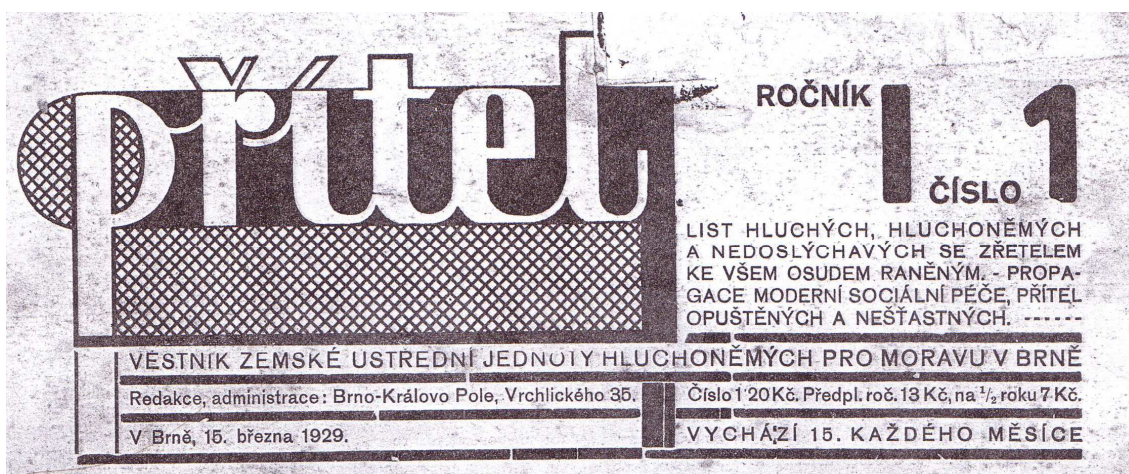 přítel
ROČNÍK I
ČÍSLO 1
LIST HLUCHÝCH, HLUCHONĚMÝCH
A NEDOSLÝCHAVÝCH SE ZŘETELEM
KE VŠEM OSUDEM RANĚNÝM. - PROPA-
GACE MODERNÍ SOCIÁLNÍ PÉČE, PŘÍTEL
OPUŠTĚNÝCH A NEŠŤASTNÝCH. ------
VĚSTNÍK ZEMSKÉ ÚSTŘEDNÍ JEDNOTY HLUCHONĚMÝCH PRO MORAVU V BRNĚ
Redakce, administrace: Brno-Královo Pole, Vrchlického 35.
Číslo 1·20 Kč. Předpl. roč. 13 Kč, na ½ roku 7 Kč.
V Brně, 15. března 1929.
VYCHÁZÍ 15. KAŽDÉHO MĚSÍCE